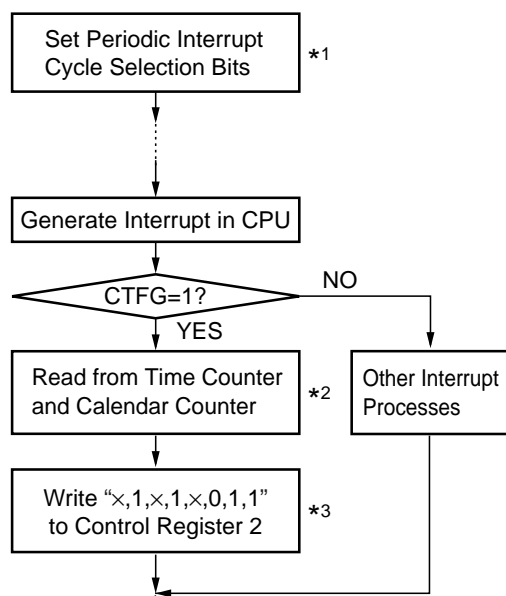 Set Periodic Interrupt
Cycle Selection Bits
*1
Generate Interrupt in CPU
CTFG=1?
NO
YES
Read from Time Counter
and Calendar Counter
*2
Other Interrupt
Processes
Write “×,1,×,1,×,0,1,1”
to Control Register 2
*3